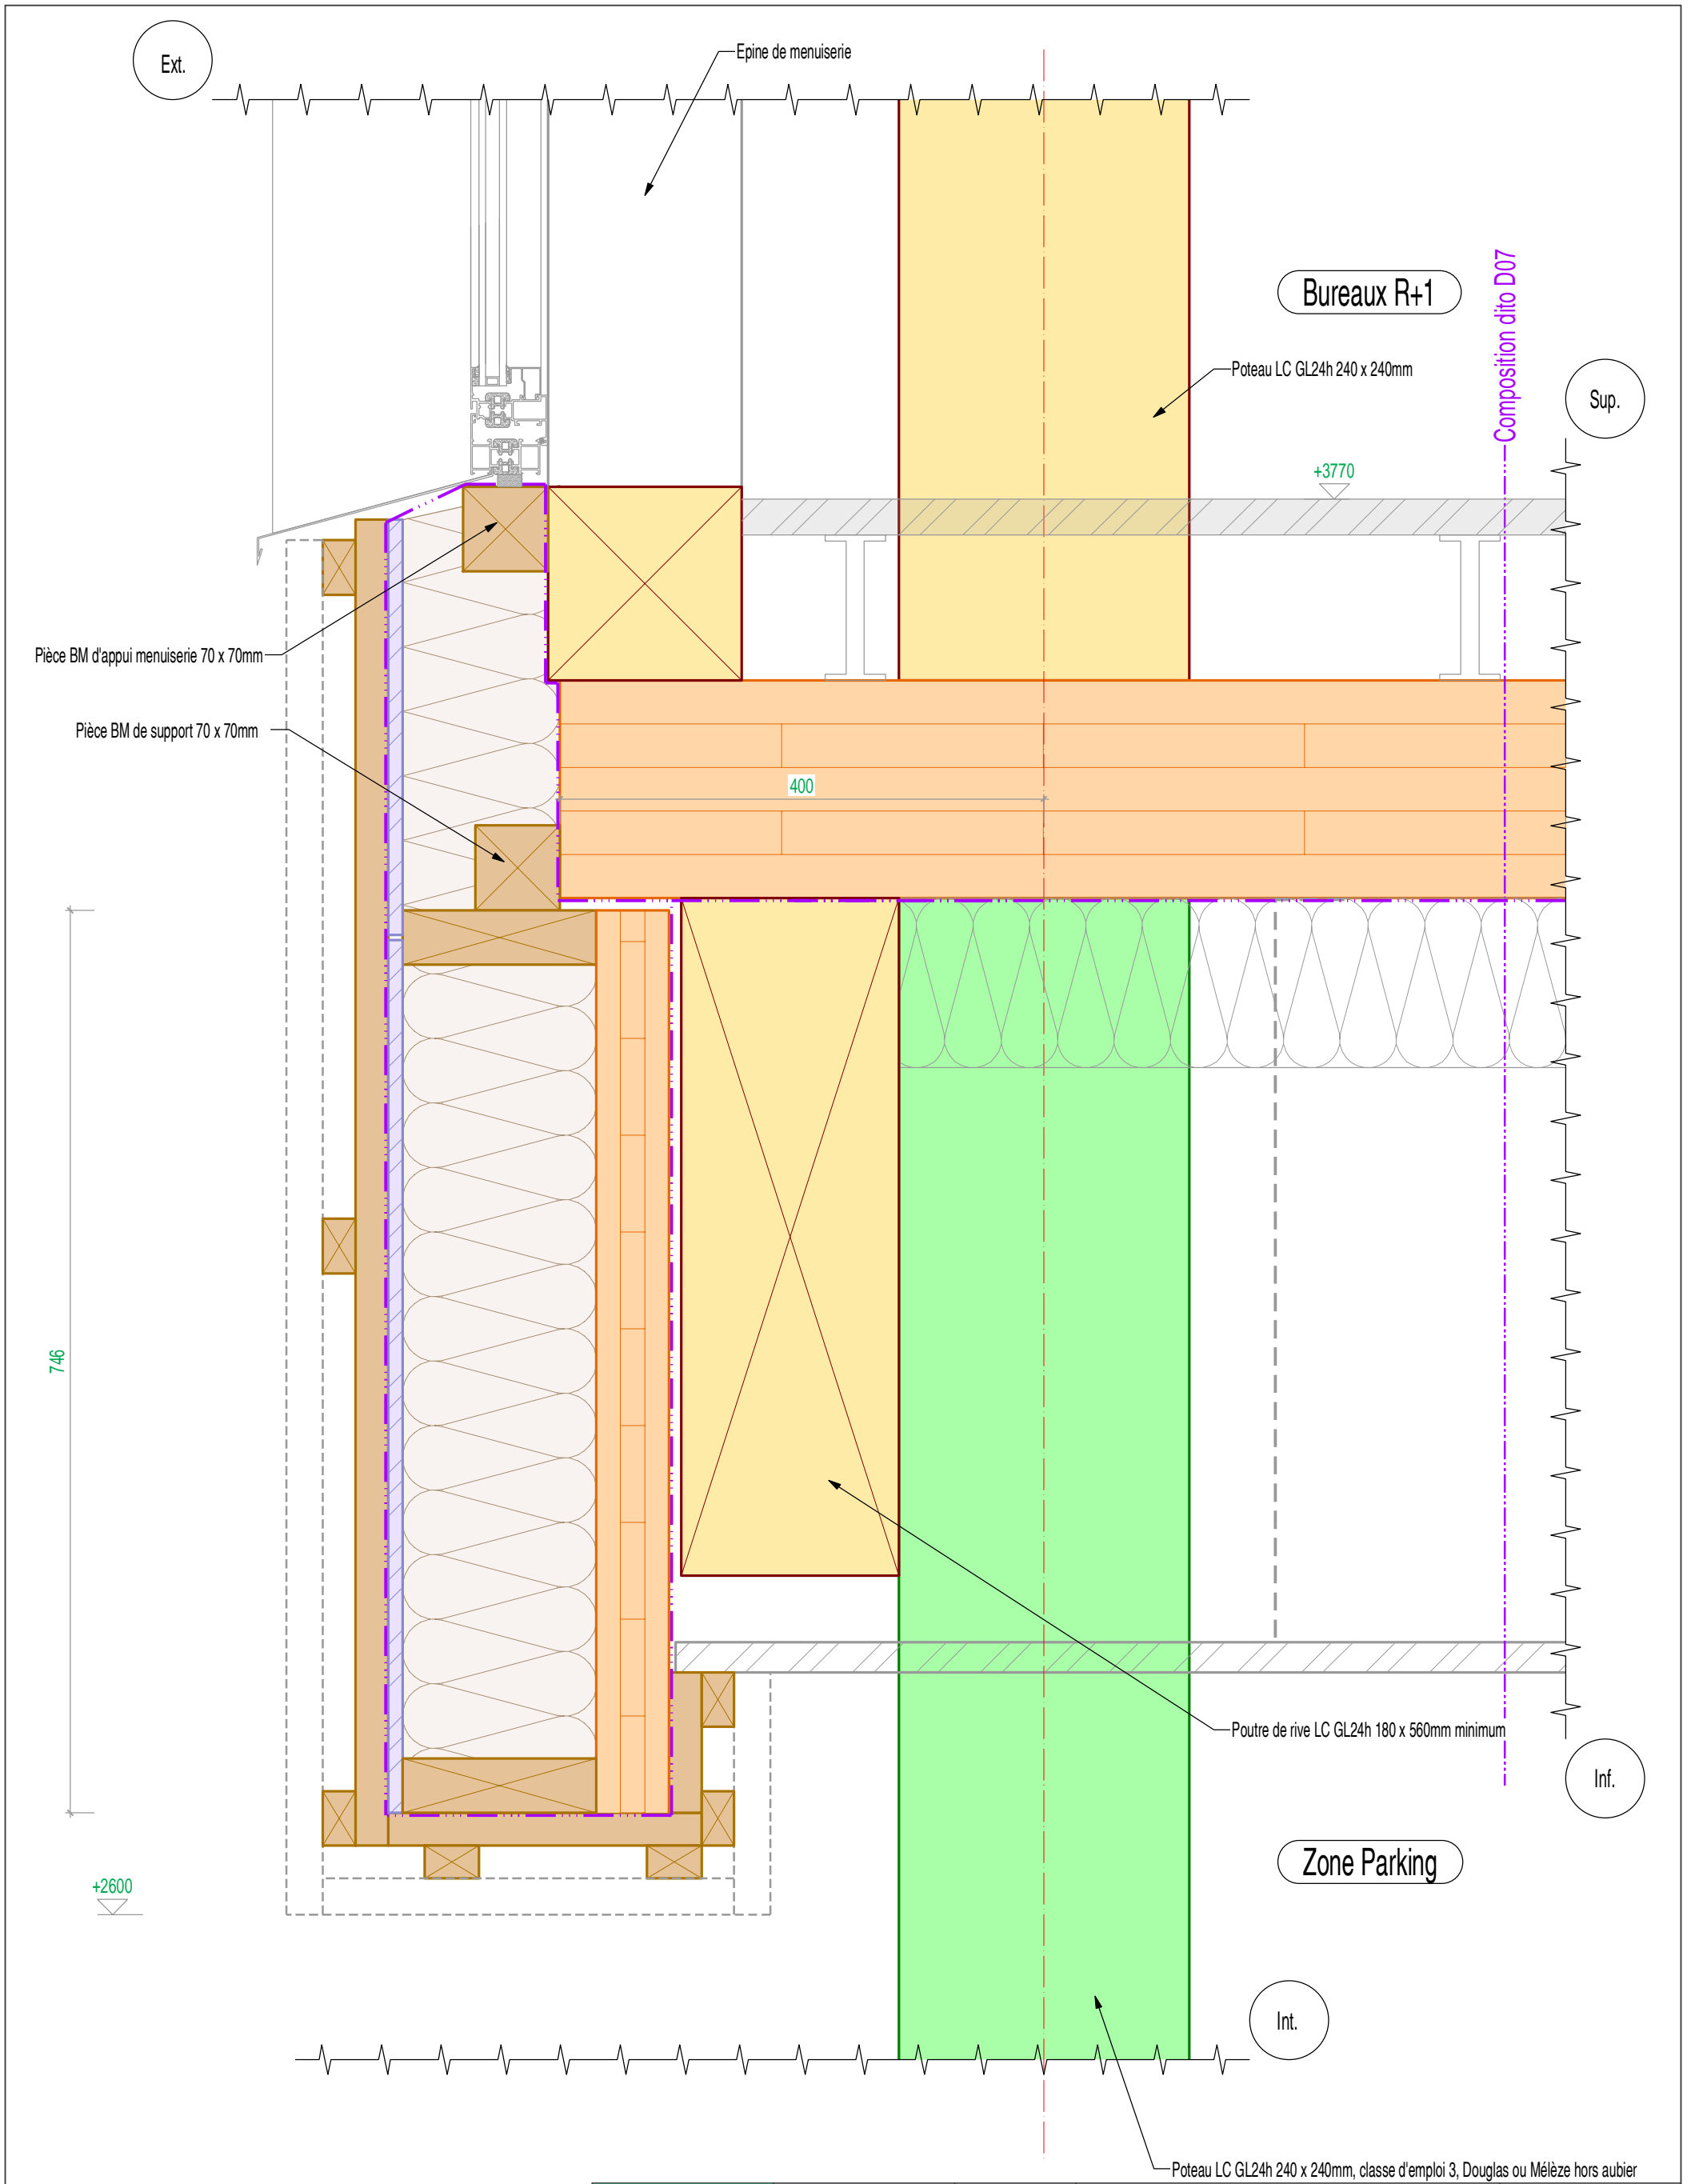 Ext.
Epine de menuiserie
Bureaux R+1
Composition dito D07
Poteau LC GL24h 240 x 240mm
Sup.
+3770
Pièce BM d'appui menuiserie 70 x 70mm
Pièce BM de support 70 x 70mm
400
746
Poutre de rive LC GL24h 180 x 560mm minimum
Inf.
Zone Parking
+2600
Int.
Poteau LC GL24h 240 x 240mm, classe d'emploi 3, Douglas ou Mélèze hors aubier